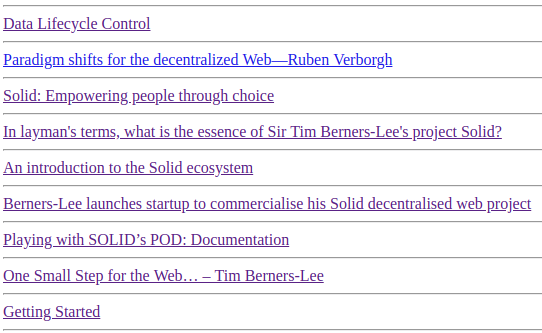 Data Lifecycle Control
Paradigm shifts for the decentralized Web—Ruben Verborgh
Solid: Empowering people through choice
In layman's terms, what is the essence of Sir Tim Berners-Lee's project Solid?
An introduction to the Solid ecosystem
Berners-Lee launches startup to commercialise his Solid decentralised web project
Playing with SOLID’s POD: Documentation
One Small Step for the Web… – Tim Berners-Lee
Getting Started